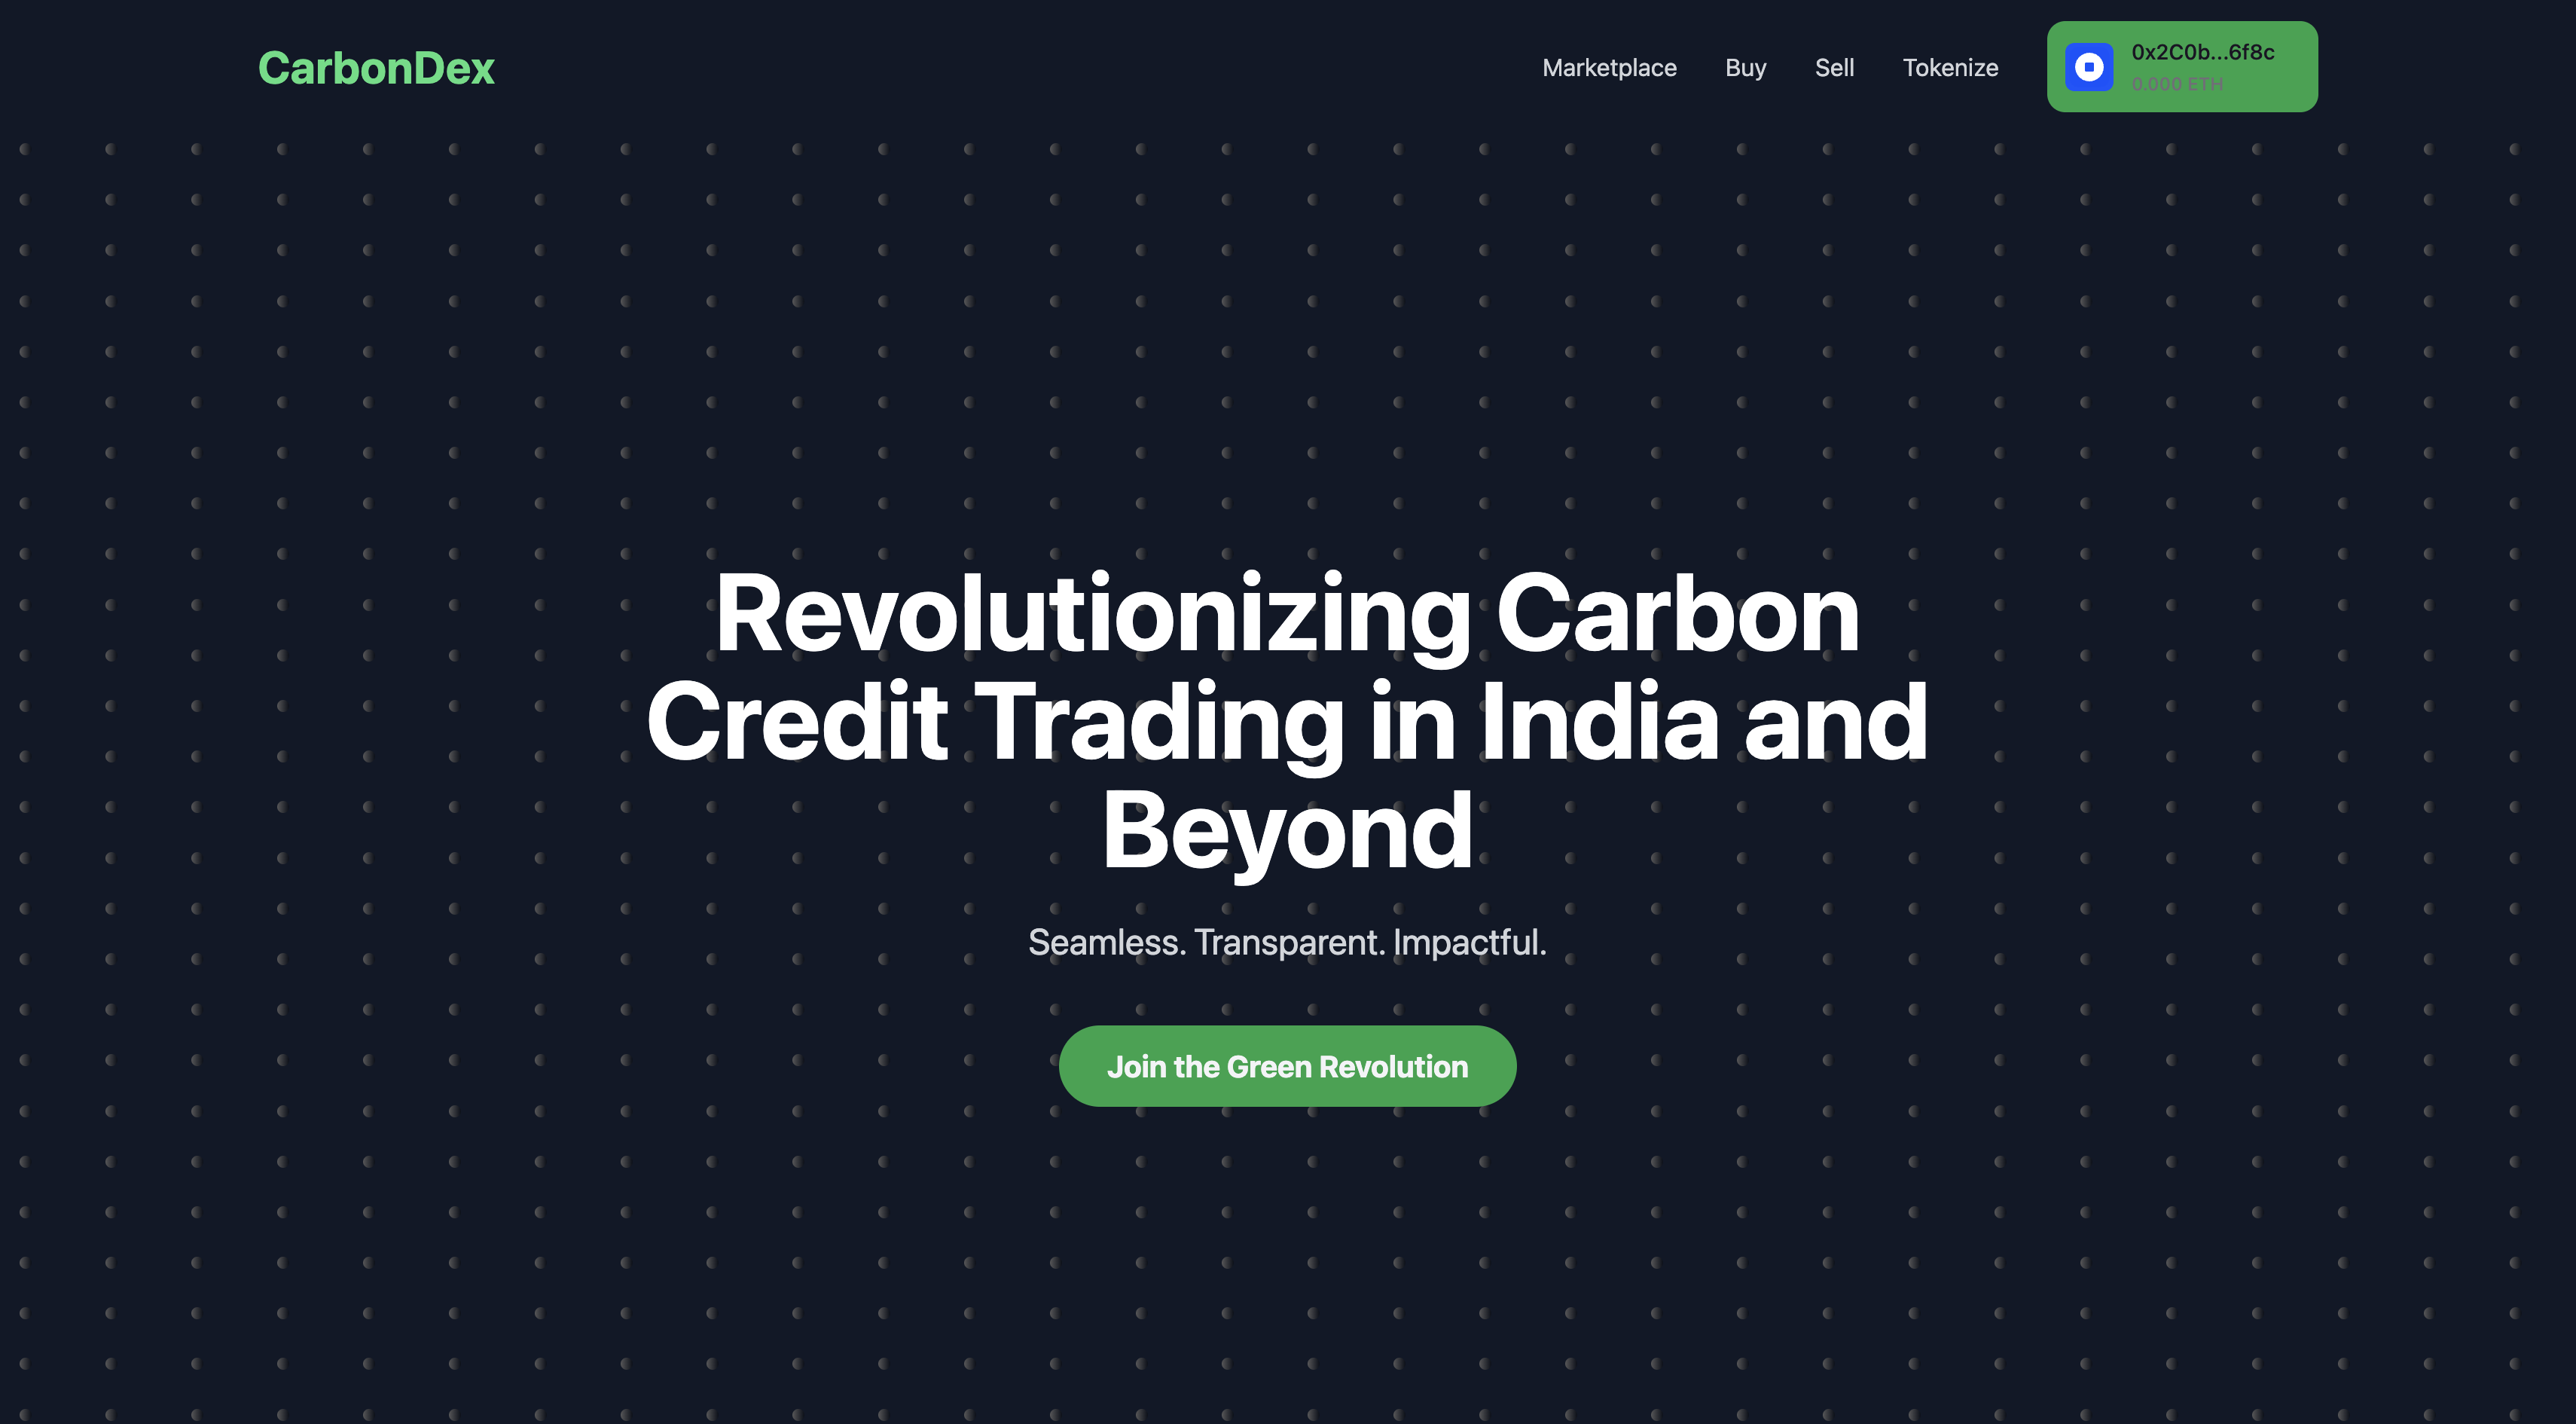 CarbonDex
Marketplace
Buy
Sell
Tokenize
0x2C0b...6f8c
0.000 ETH
Revolutionizing Carbon
Credit Trading in India and
Beyond
Seamless. Transparent. Impactful.
Join the Green Revolution